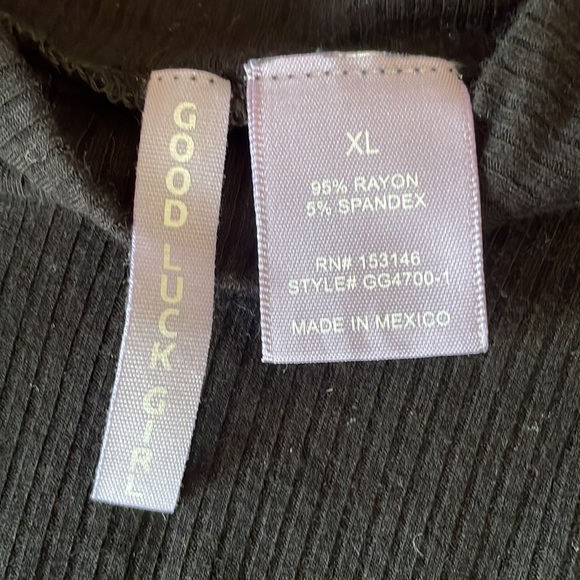 GOOD LUCK GIRL
XL
95% RAYON
5% SPANDEX
RN# 153146
STYLE# GG4700-1
MADE IN MEXICO